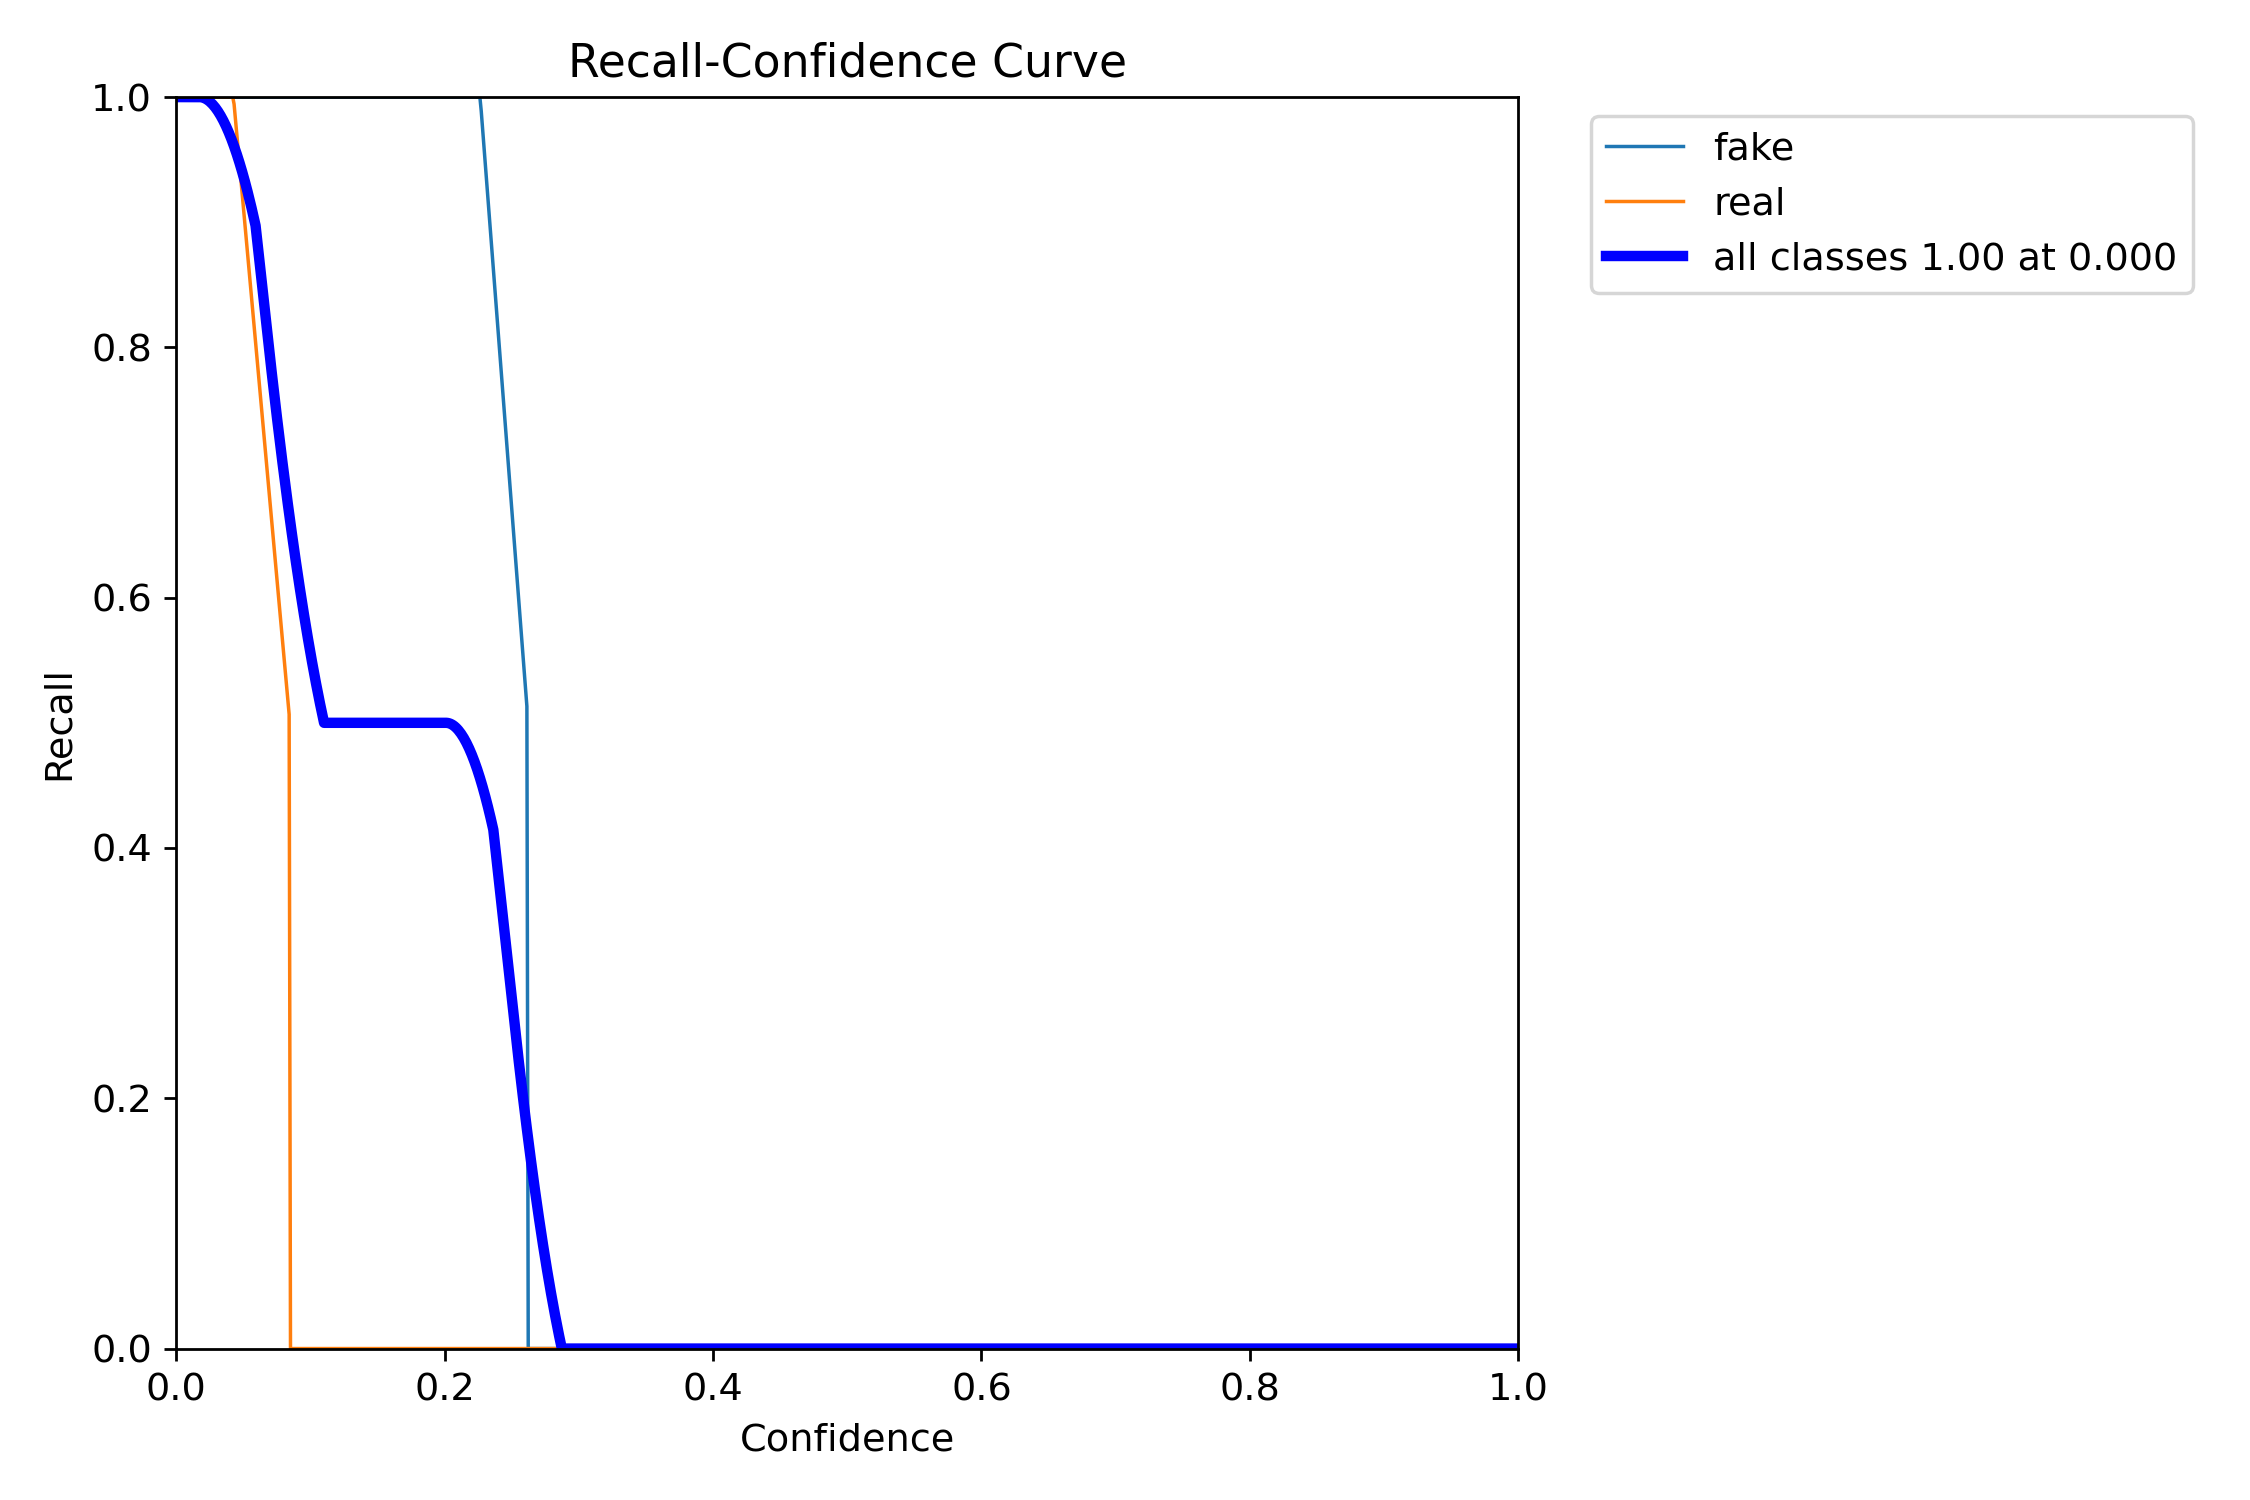 Recall-Confidence Curve
fake
real
all classes 1.00 at 0.000
1.0
0.8
0.6
0.4
0.2
0.0
Recall
0.0 0.2 0.4 0.6 0.8 1.0
Confidence